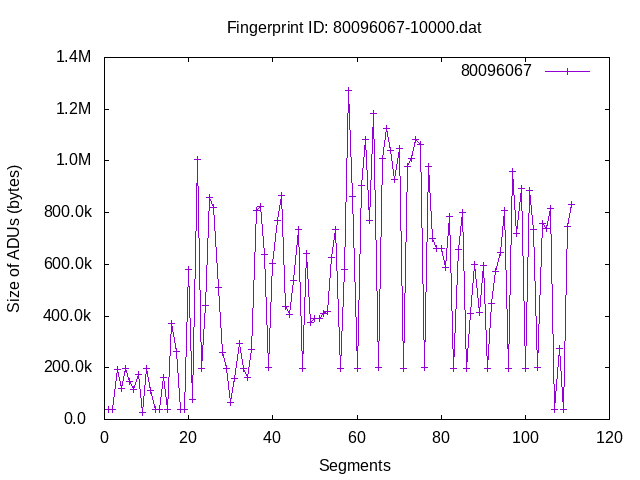 Fingerprint ID: 80096067-10000.dat
80096067
Size of ADUs (bytes)
1.4M
1.2M
1.0M
800.0k
600.0k
400.0k
200.0k
0.0
0 20 40 60 80 100 120
Segments